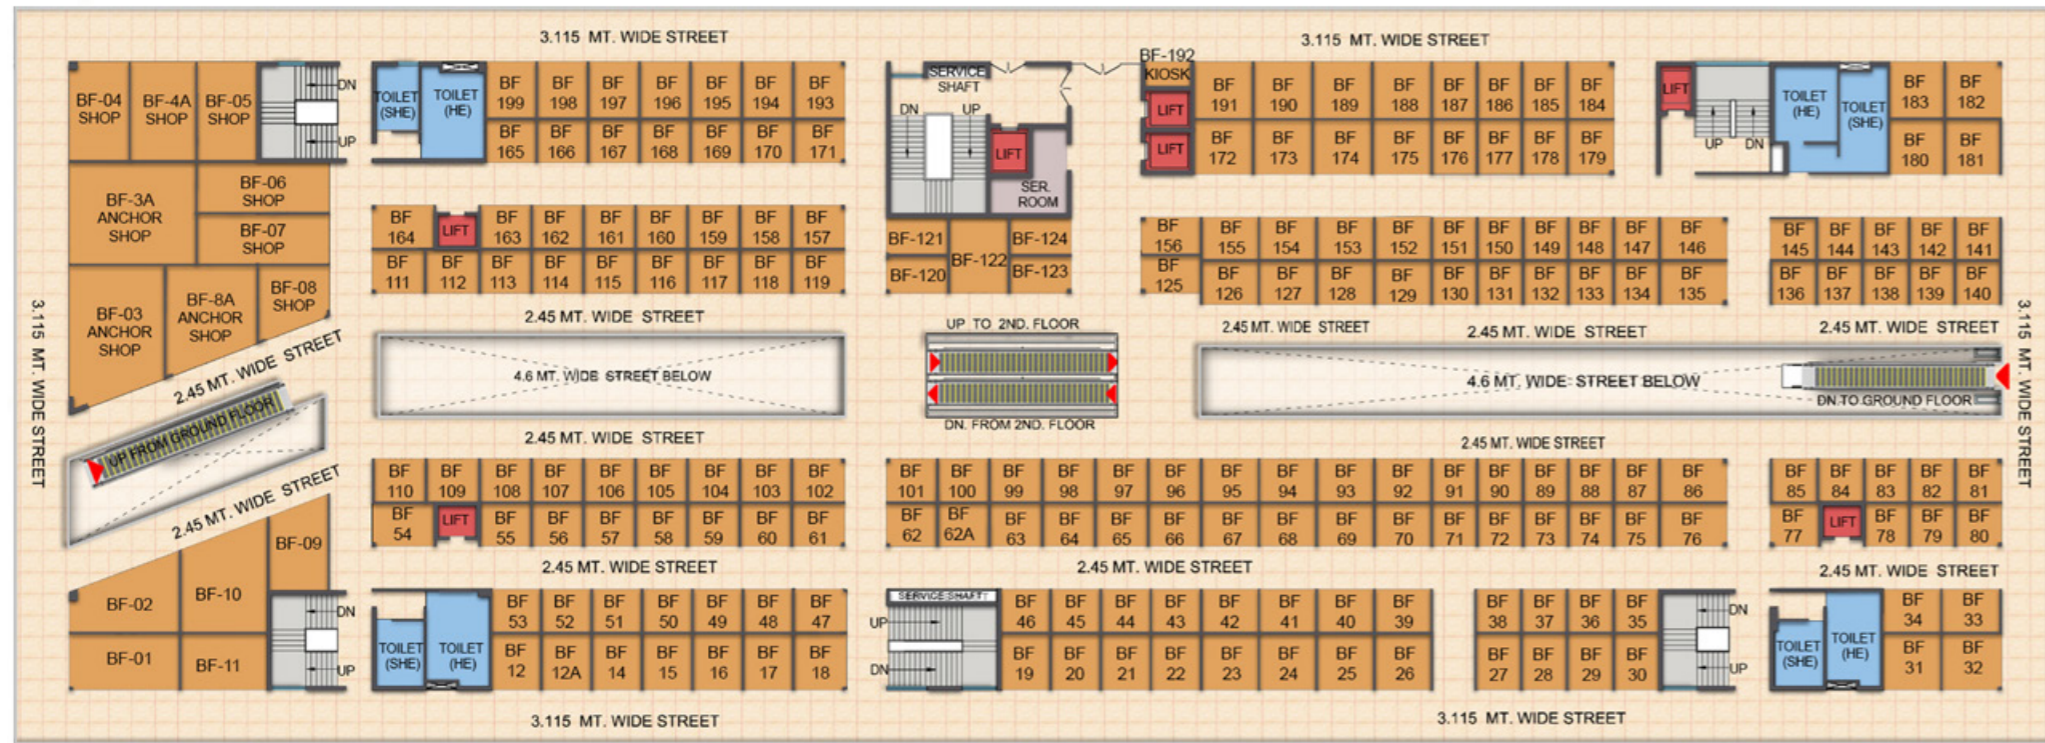 3.115 MT. WIDE STREET
3.115 MT. WIDE STREET
BF-04
SHOP
BF-4A
SHOP
BF-05
SHOP
DN
UP
TOILET
(SHE)
TOILET
(HE)
BF
199
BF
198
BF
197
BF
196
BF
195
BF
194
BF
193
BF
165
BF
166
BF
167
BF
168
BF
169
BF
170
BF
171
SERVICE
SHAFT
DN
UP
LIFT
SER.
ROOM
BF-192
KIOSK
LIFT
LIFT
BF
191
BF
190
BF
189
BF
188
BF
187
BF
186
BF
185
BF
184
BF
172
BF
173
BF
174
BF
175
BF
176
BF
177
BF
178
BF
179
LIFT
UP
DN
TOILET
(HE)
TOILET
(SHE)
BF
183
BF
182
BF
180
BF
181
BF-3A
ANCHOR
SHOP
BF-06
SHOP
BF-07
SHOP
BF-03
ANCHOR
SHOP
BF-8A
ANCHOR
SHOP
BF-08
SHOP
BF
164
LIFT
BF
163
BF
162
BF
161
BF
160
BF
159
BF
158
BF
157
BF
111
BF
112
BF
113
BF
114
BF
115
BF
116
BF
117
BF
118
BF
119
BF-121
BF-120
BF-122
BF-124
BF-123
BF
156
BF
155
BF
154
BF
153
BF
152
BF
151
BF
150
BF
149
BF
148
BF
147
BF
146
BF
125
BF
126
BF
127
BF
128
BF
129
BF
130
BF
131
BF
132
BF
133
BF
134
BF
135
BF
145
BF
144
BF
143
BF
142
BF
141
BF
136
BF
137
BF
138
BF
139
BF
140
3.115 MT. WIDE STREET
2.45 MT. WIDE STREET
2.45 MT. WIDE STREET
UP TO 2ND. FLOOR
2.45 MT. WIDE STREET
2.45 MT. WIDE STREET
2.45 MT. WIDE STREET
3.115 MT. WIDE STREET
UP FROM GROUND FLOOR
4.6 MT. WIDE STREET BELOW
4.6 MT. WIDE STREET BELOW
DN TO GROUND FLOOR
DN. FROM 2ND. FLOOR
2.45 MT. WIDE STREET
2.45 MT. WIDE STREET
2.45 MT. WIDE STREET
BF
110
BF
109
BF
108
BF
107
BF
106
BF
105
BF
104
BF
103
BF
102
BF
54
LIFT
BF
55
BF
56
BF
57
BF
58
BF
59
BF
60
BF
61
BF
101
BF
100
BF
99
BF
98
BF
97
BF
96
BF
95
BF
94
BF
93
BF
92
BF
91
BF
90
BF
89
BF
88
BF
87
BF
86
BF
62
BF
62A
BF
63
BF
64
BF
65
BF
66
BF
67
BF
68
BF
69
BF
70
BF
71
BF
72
BF
73
BF
74
BF
75
BF
76
BF
85
BF
84
BF
83
BF
82
BF
81
BF
77
LIFT
BF
78
BF
79
BF
80
2.45 MT. WIDE STREET
2.45 MT. WIDE STREET
2.45 MT. WIDE STREET
BF-09
BF-02
BF-10
BF-01
BF-11
DN
UP
TOILET
(SHE)
TOILET
(HE)
BF
53
BF
52
BF
51
BF
50
BF
49
BF
48
BF
47
BF
12
BF
12A
BF
14
BF
15
BF
16
BF
17
BF
18
SERVICE SHAFT
UP
DN
BF
46
BF
45
BF
44
BF
43
BF
42
BF
41
BF
40
BF
39
BF
19
BF
20
BF
21
BF
22
BF
23
BF
24
BF
25
BF
26
BF
38
BF
37
BF
36
BF
35
BF
27
BF
28
BF
29
BF
30
DN
UP
TOILET
(SHE)
TOILET
(HE)
BF
34
BF
33
BF
31
BF
32
3.115 MT. WIDE STREET
3.115 MT. WIDE STREET